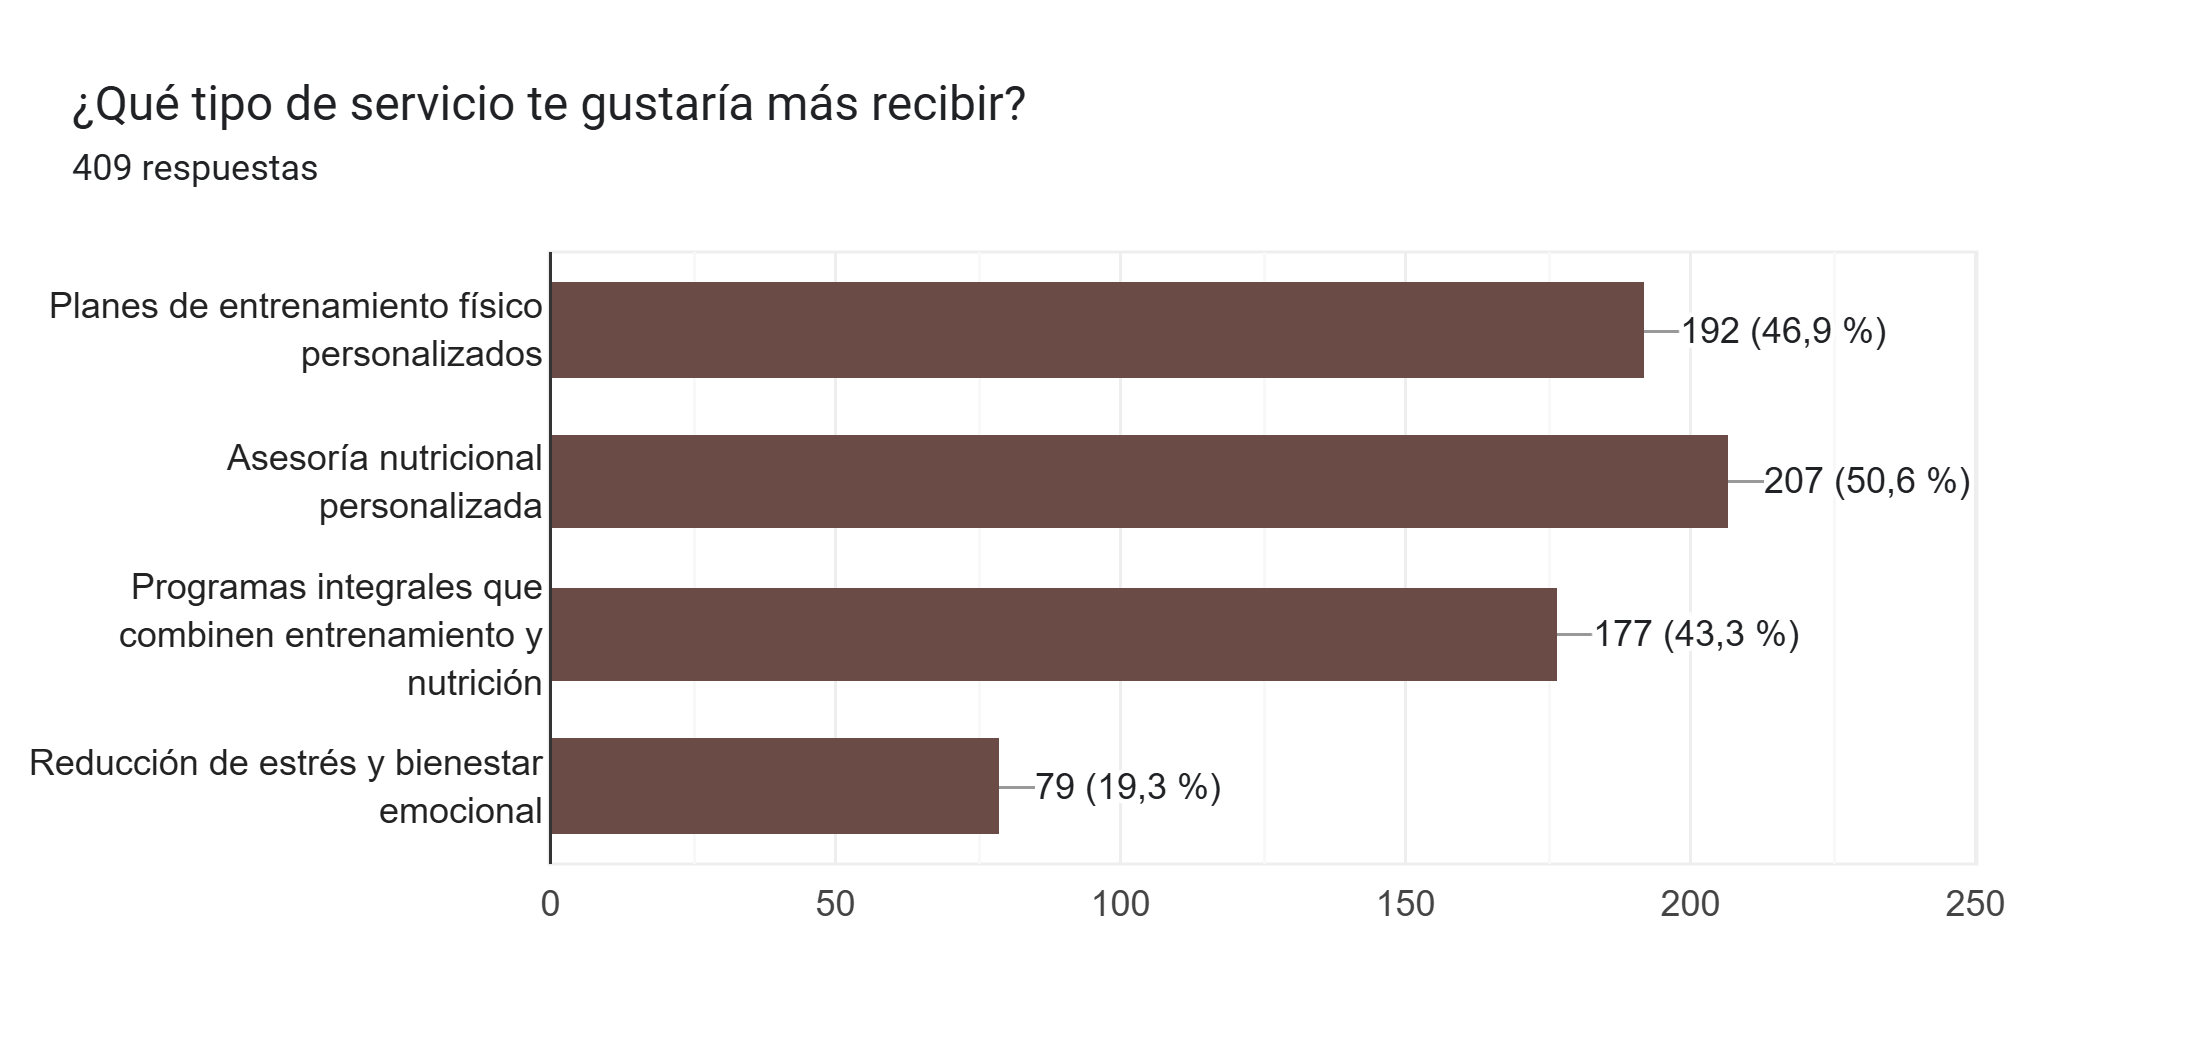 ¿Qué tipo de servicio te gustaría más recibir?
409 respuestas
Planes de entrenamiento físico
personalizados
192 (46,9 %)
Asesoría nutricional
personalizada
207 (50,6 %)
Programas integrales que
combinen entrenamiento y
nutrición
177 (43,3 %)
Reducción de estrés y bienestar
emocional
79 (19,3 %)
0 50 100 150 200 250